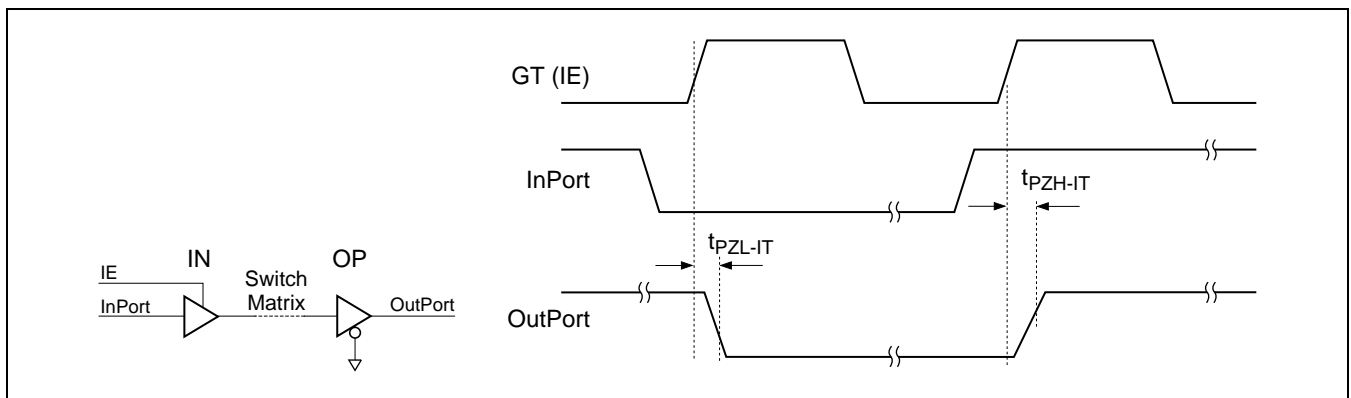 GT (IE)
InPort
tPZH-IT
tPZL-IT
OutPort
IN
OP
IE
InPort
Switch
Matrix
OutPort